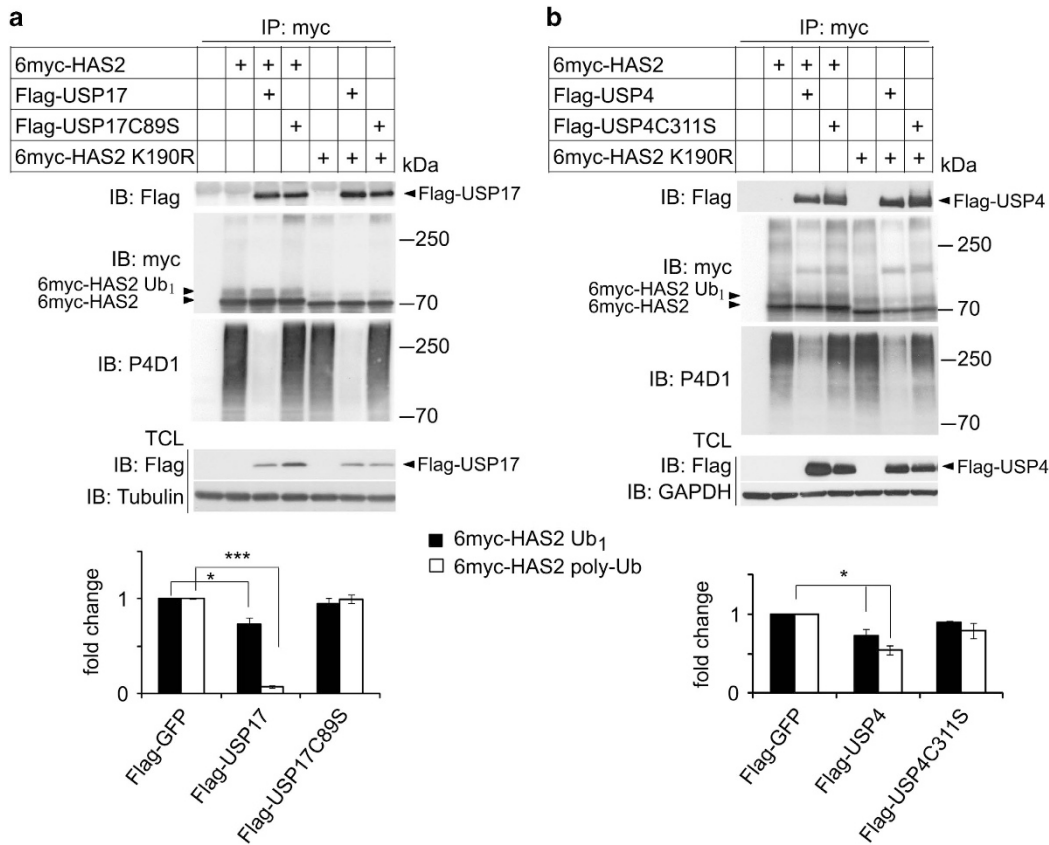 a
IP: myc
6myc-HAS2 + + +
Flag-USP17 + +
Flag-USP17C89S + +
6myc-HAS2 K190R + + +
kDa
IB: Flag
Flag-USP17
—250
IB: myc
6myc-HAS2 Ub1
6myc-HAS2
—70
—250
IB: P4D1
—70
TCL
IB: Flag
Flag-USP17
IB: Tubulin
***
*
fold change
1
0
Flag-GFP
Flag-USP17
Flag-USP17C89S
6myc-HAS2 Ub1
6myc-HAS2 poly-Ub
b
IP: myc
6myc-HAS2 + + +
Flag-USP4 + +
Flag-USP4C311S + +
6myc-HAS2 K190R + + +
kDa
IB: Flag
Flag-USP4
—250
IB: myc
6myc-HAS2 Ub1
6myc-HAS2
—70
—250
IB: P4D1
—70
TCL
IB: Flag
Flag-USP4
IB: GAPDH
*
fold change
1
0
Flag-GFP
Flag-USP4
Flag-USP4C311S